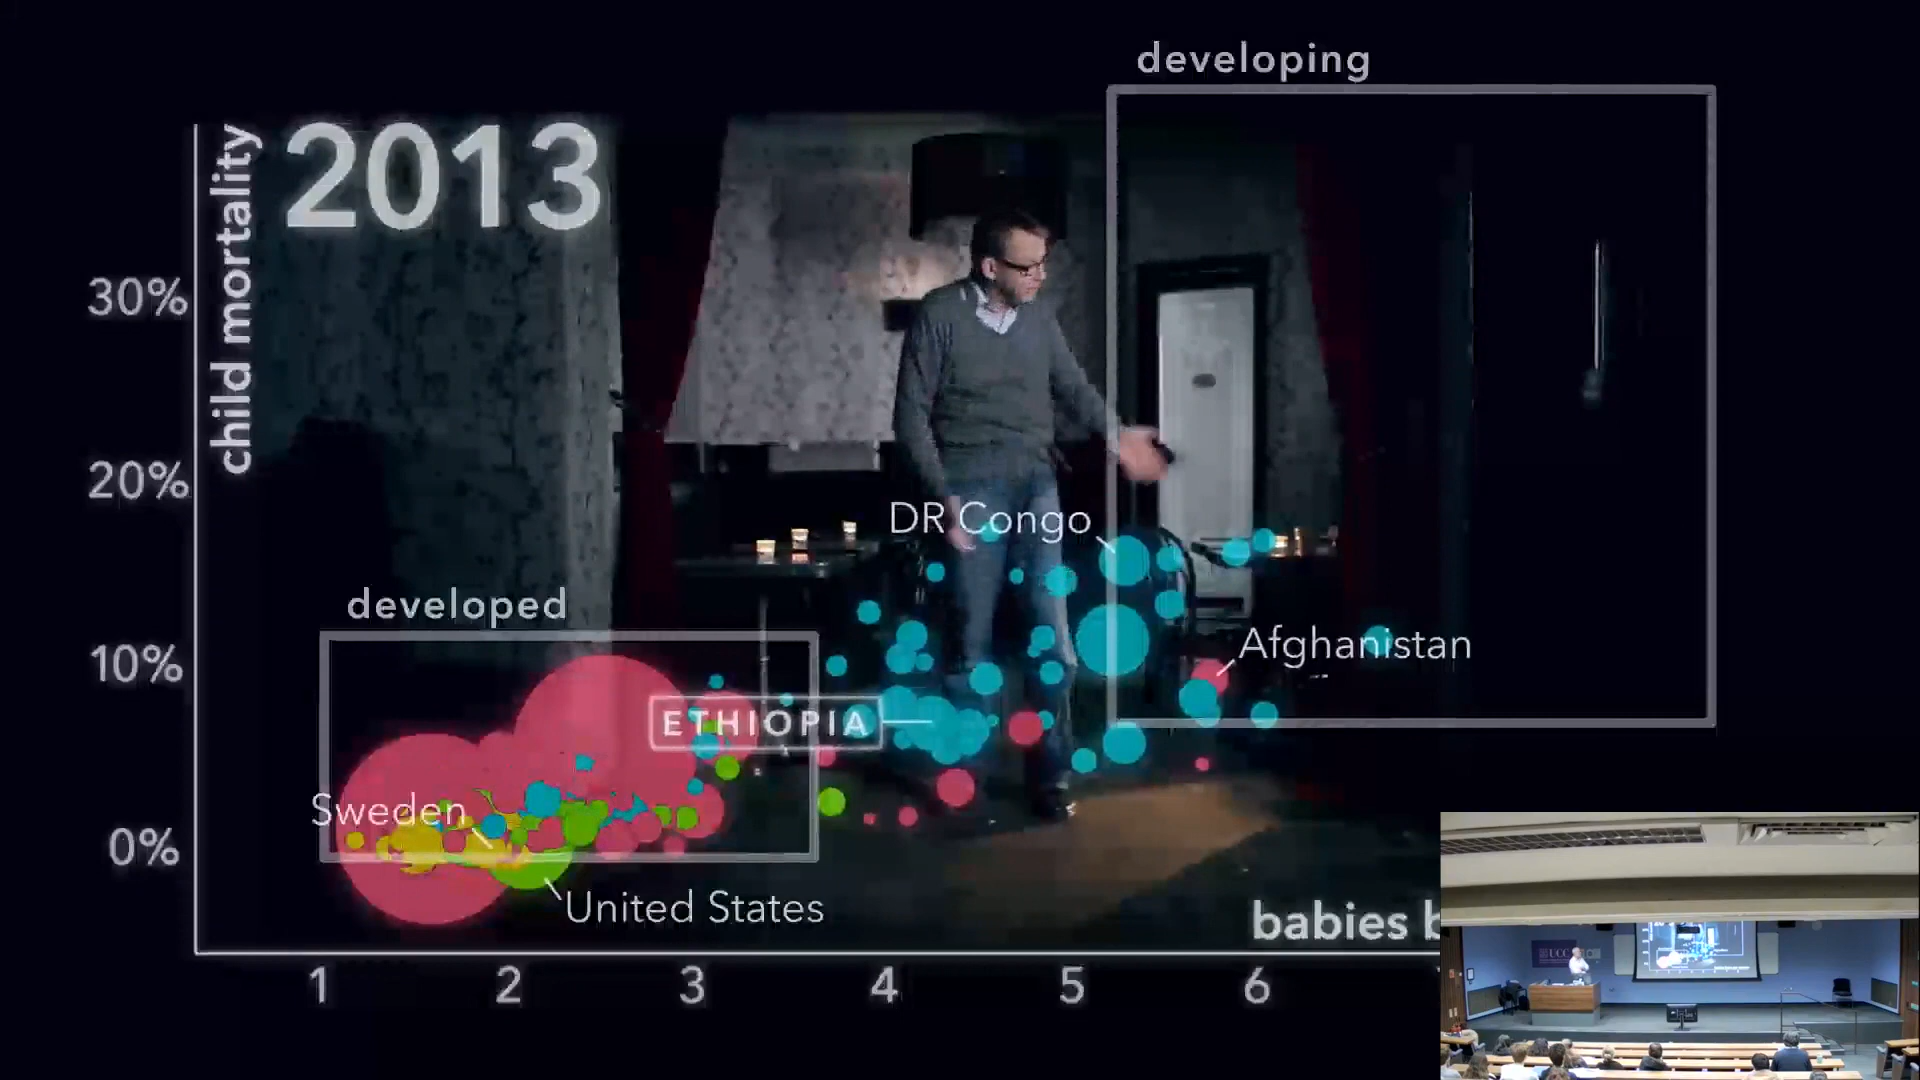 developing
2013
child mortality
30%
20%
DR Congo
developed
Afghanistan
10%
ETHIOPIA
Sweden
0%
United States
babies b
1
2
3
4
5
6
UCC